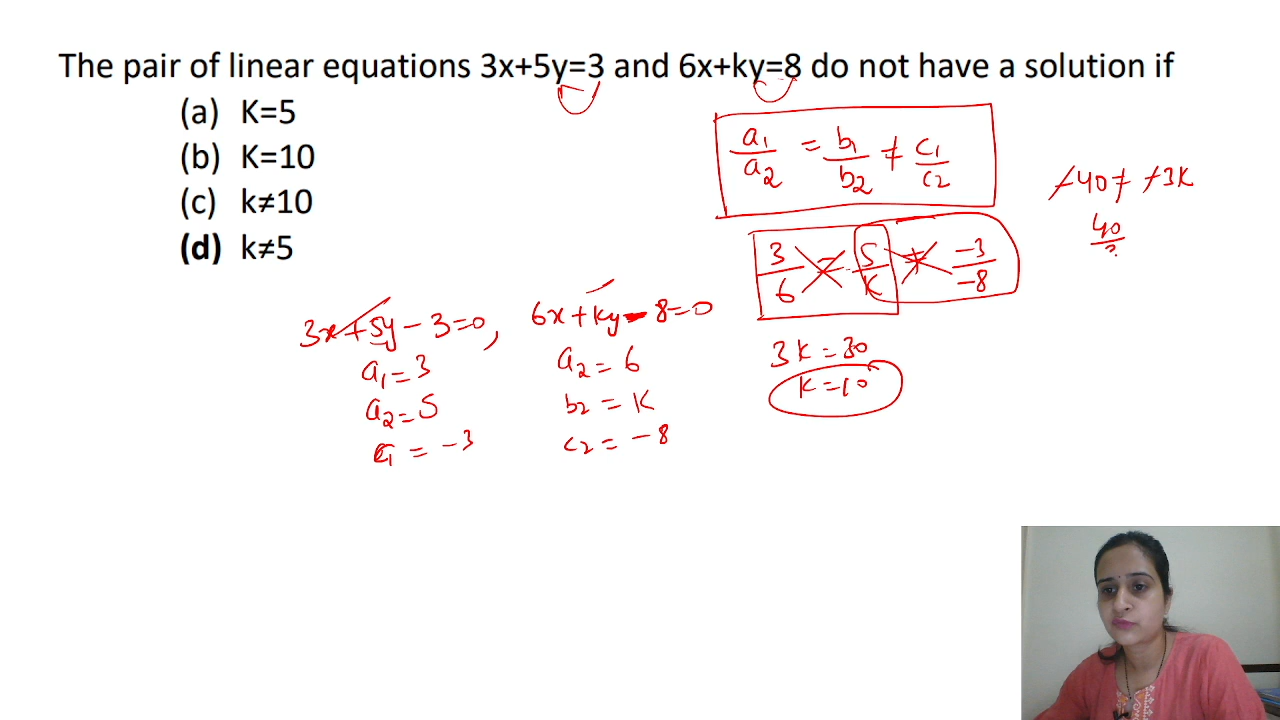 The pair of linear equations 3x+5y=3 and 6x+ky=8 do not have a solution if
(a) K=5
(b) K=10
(c) k≠10
(d) k≠5
a₁/a₂ = b₁/b₂ ≠ c₁/c₂
3/6 = 5/K ≠ -3/-8
-40 ≠ -3K
40/3
3x+5y-3=0, 6x+ky-8=0
a₁=3
a₂=5
c₁ = -3
a₂= 6
b₂ = K
c₂= -8
3K=30
K=10